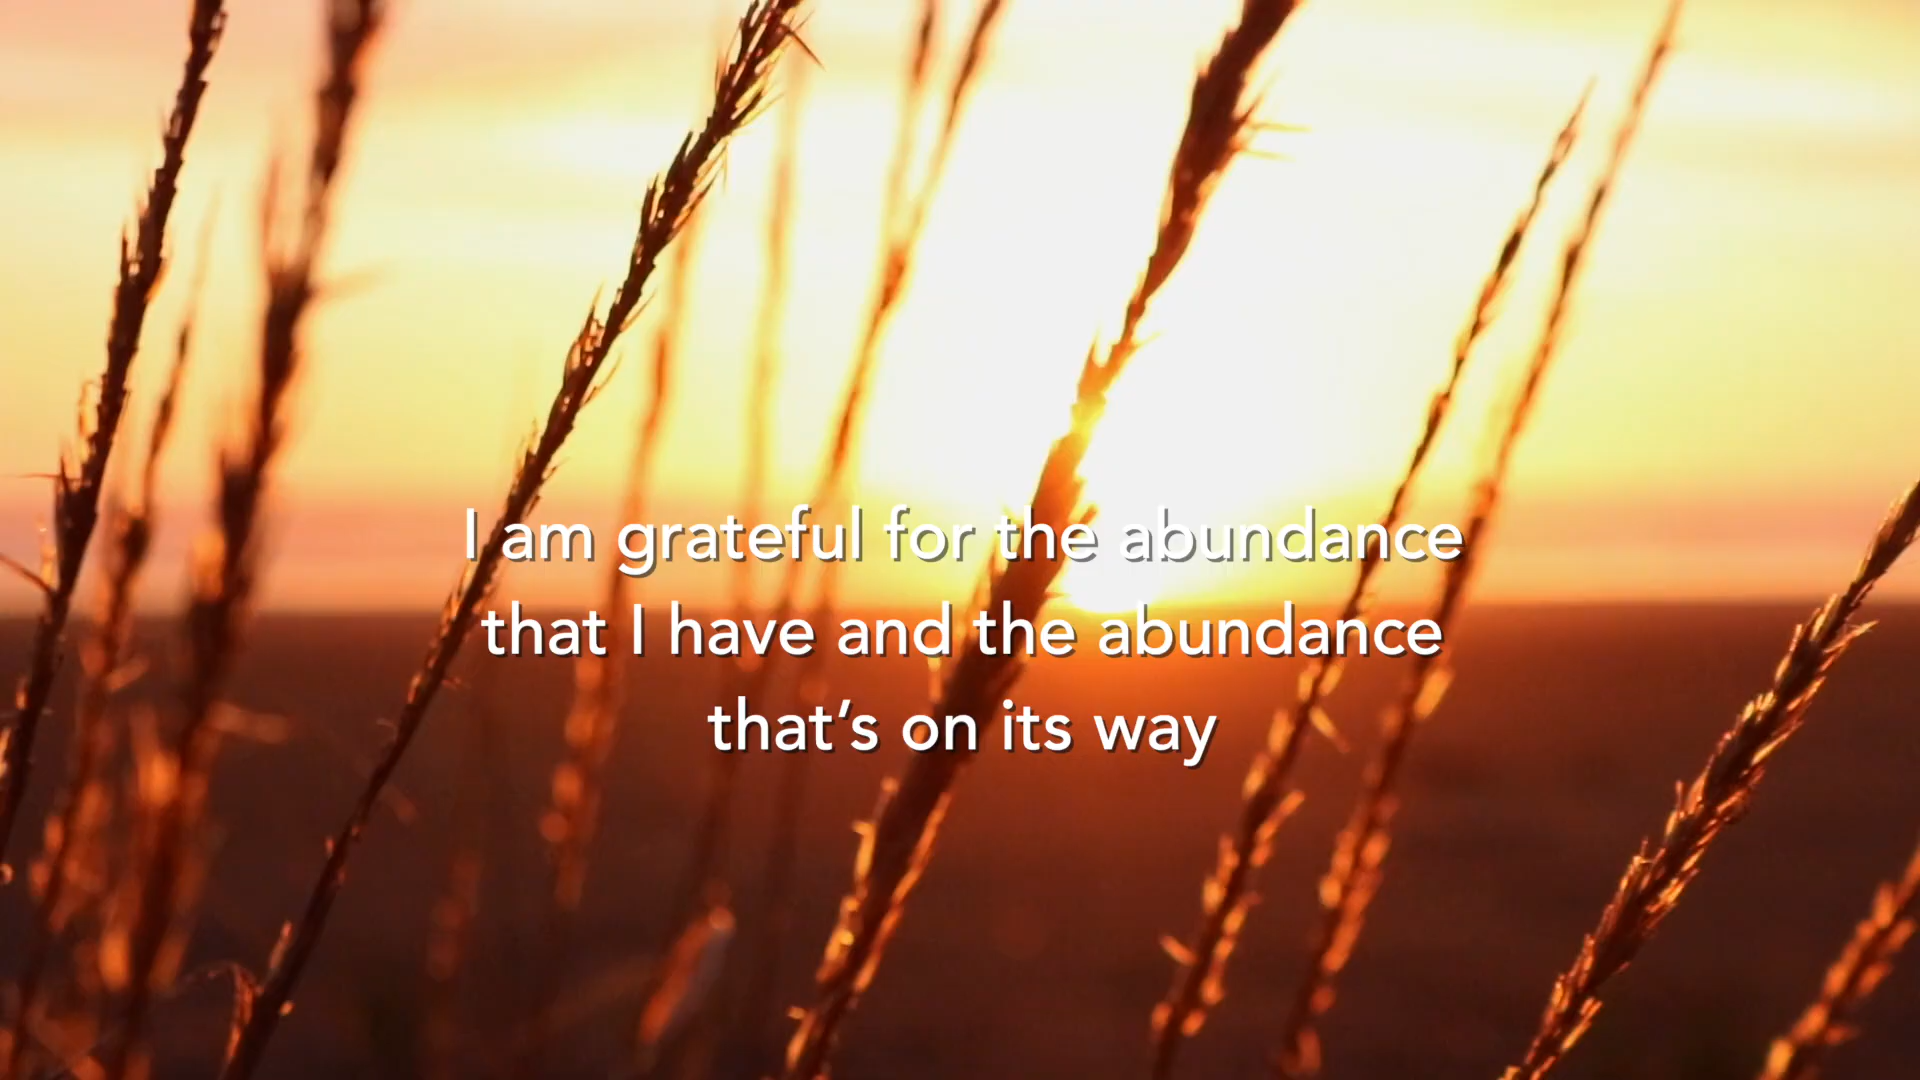 I am grateful for the abundance
that I have and the abundance
that’s on its way